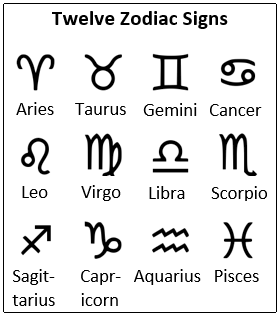 Twelve Zodiac Signs
♈ ♉ ♊ ♋
Aries Taurus Gemini Cancer
♌ ♍ ♎ ♏
Leo Virgo Libra Scorpio
♐ ♑ ♒ ♓
Sagit- Capr- Aquarius Pisces
tarius icorn